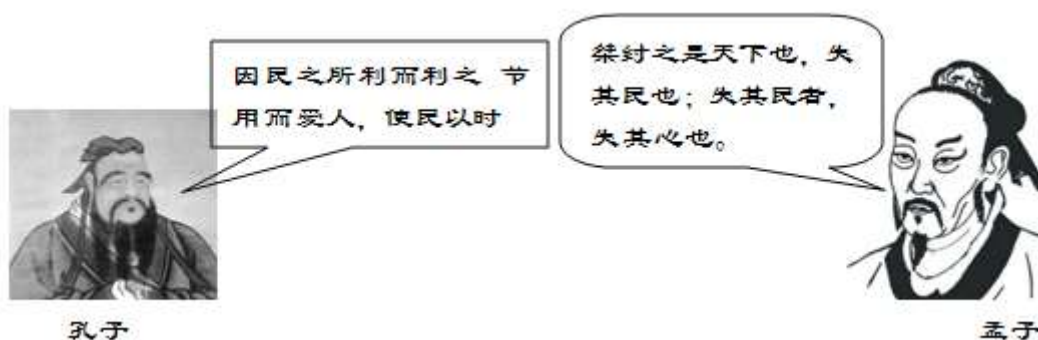 因民之所利而利之 节
用而爱人，使民以时
桀纣之是天下也，失
其民也；失其民者，
失其心也。
孔子
孟子